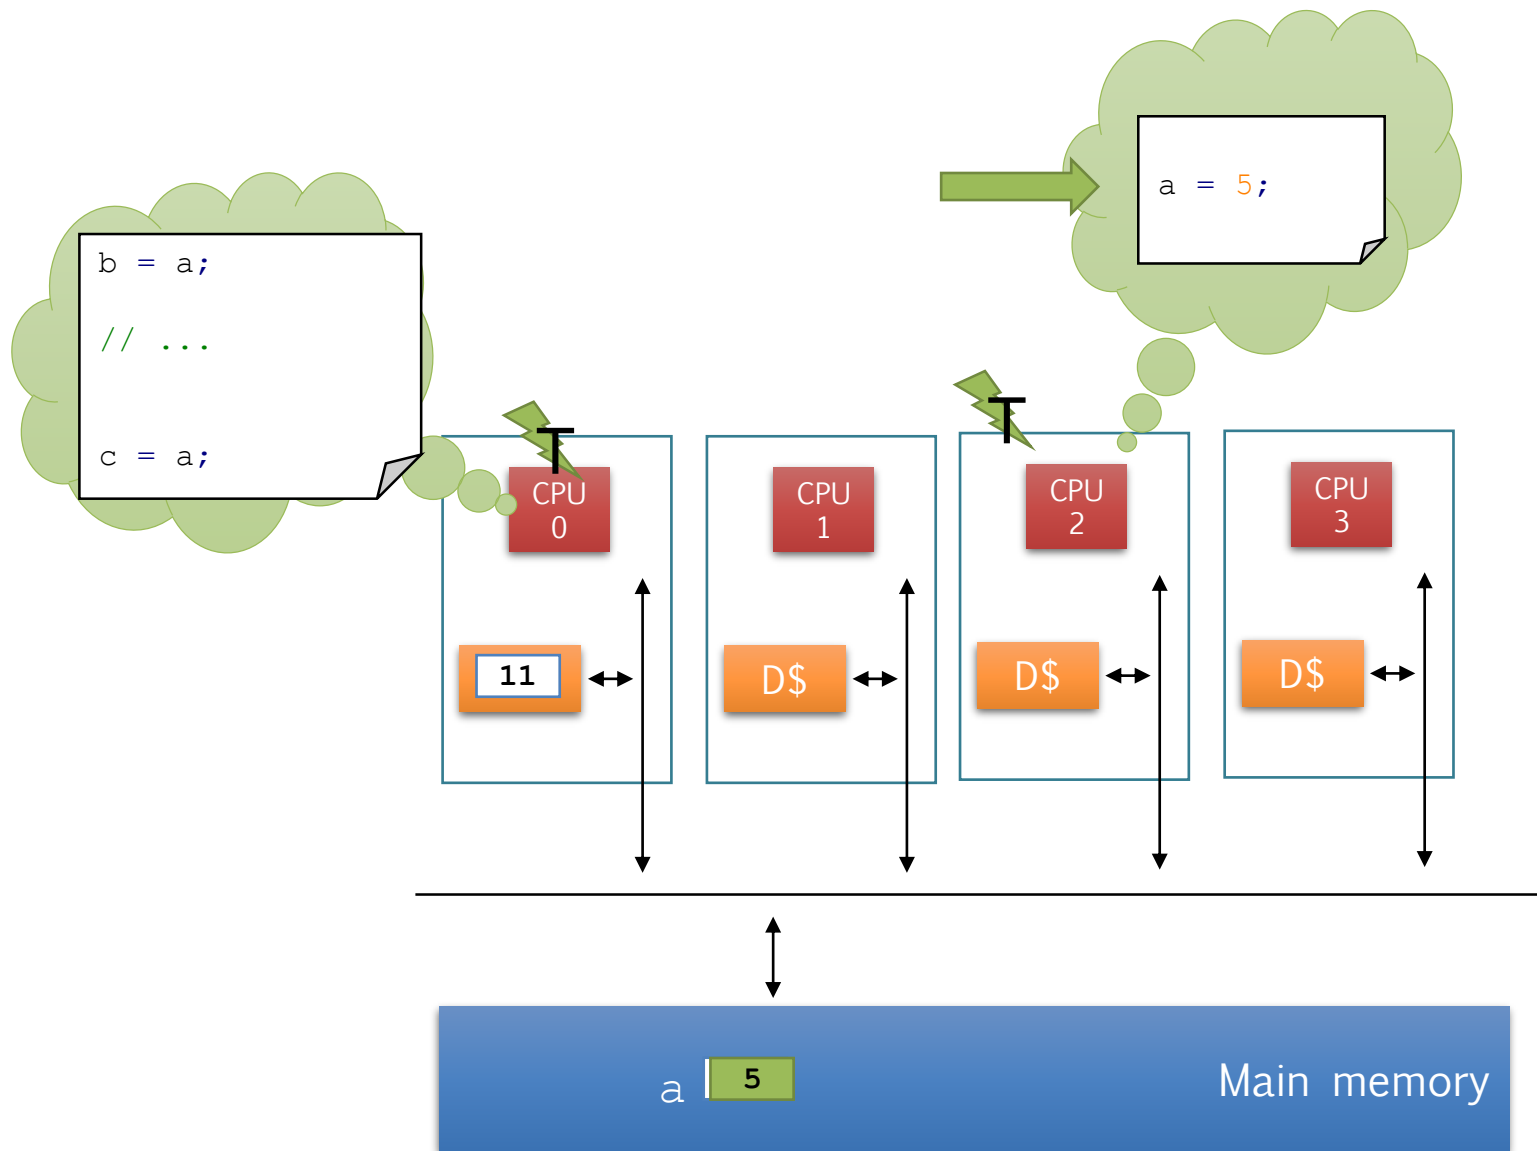 a = 5;
b = a;
// ...
c = a;
T
T
CPU
0
CPU
1
CPU
2
CPU
3
11
D$
D$
D$
a
5
Main memory